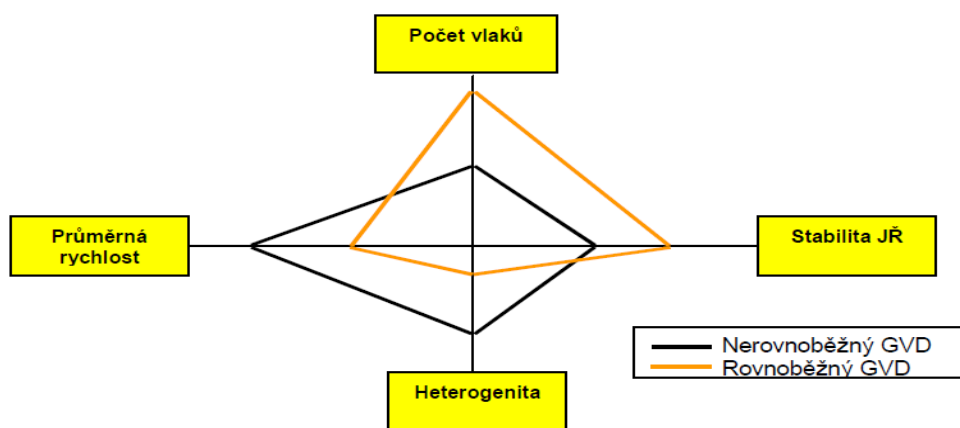 Počet vlaků
Průměrná
rychlost
Stabilita JŘ
Heterogenita
Nerovnoběžný GVD
Rovnoběžný GVD